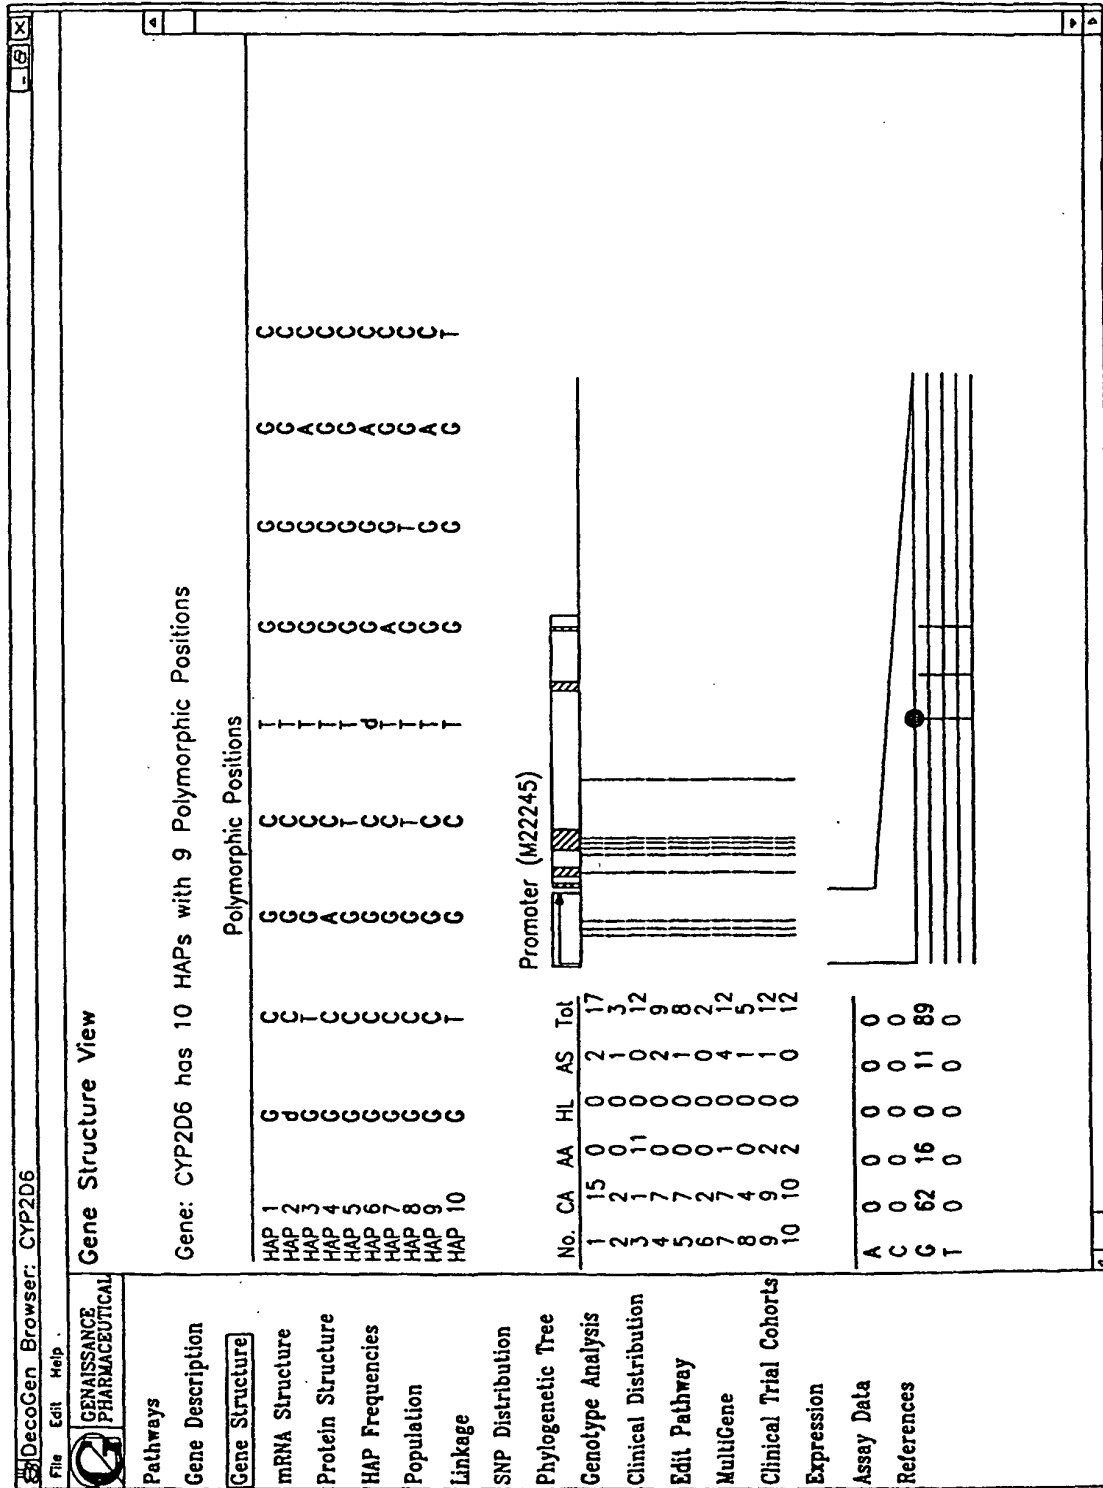 DecoGen Browser: CYP2D6
File Edit Help
GENAISSANCE
PHARMACEUTICAL
Pathways
Gene Description
Gene Structure
mRNA Structure
Protein Structure
HAP Frequencies
Population
Linkage
SNP Distribution
Phylogenetic Tree
Genotype Analysis
Clinical Distribution
Edit Pathway
MultiGene
Clinical Trial Cohorts
Expression
Assay Data
References
Gene Structure View
Gene: CYP2D6 has 10 HAPs with 9 Polymorphic Positions
Polymorphic Positions
HAP 1 G C G C T G G G C
HAP 2 d C G C T G G G C
HAP 3 G T G C T G G A C
HAP 4 G C A C T G G G C
HAP 5 G C G T T G G G C
HAP 6 G C G C d G G A C
HAP 7 G C G C T A G G C
HAP 8 G C G T T G T G C
HAP 9 G C G C T G G A C
HAP 10 G T G C T G G G T
Promoter (M22245)
No. CA AA HL AS Tot
1 15 0 0 2 17
2 2 0 0 1 3
3 1 11 0 0 12
4 7 0 0 2 9
5 7 0 0 1 8
6 2 0 0 0 2
7 7 1 0 4 12
8 4 0 0 1 5
9 9 2 0 1 12
10 10 2 0 0 12
A 0 0 0 0 0
C 0 0 0 0 0
G 62 16 0 11 89
T 0 0 0 0 0